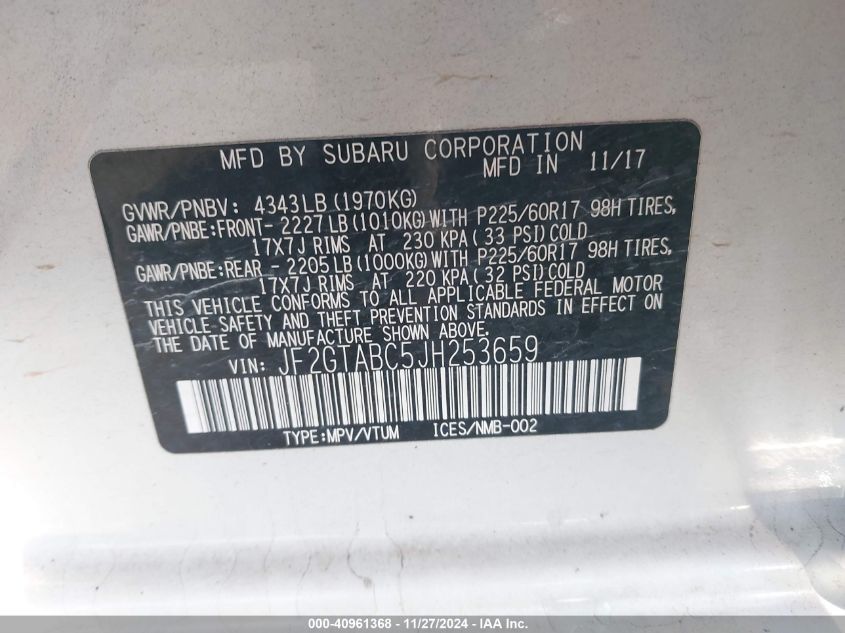 MFD BY SUBARU CORPORATION
MFD IN 11/17
GVWR/PNBV: 4343LB (1970KG)
GAWR/PNBE:FRONT- 2227LB (1010KG) WITH P225/60R17 98H TIRES,
17X7J RIMS AT 230 KPA (33 PSI) COLD
GAWR/PNBE:REAR - 2205LB (1000KG) WITH P225/60R17 98H TIRES,
17X7J RIMS AT 220 KPA (32 PSI) COLD
THIS VEHICLE CONFORMS TO ALL APPLICABLE FEDERAL MOTOR
VEHICLE SAFETY AND THEFT PREVENTION STANDARDS IN EFFECT ON
THE DATE OF MANUFACTURE SHOWN ABOVE.
VIN: JF2GTABC5JH253659
TYPE:MPV/VTUM ICES/NMB-002
000-40961368 - 11/27/2024 - IAA Inc.